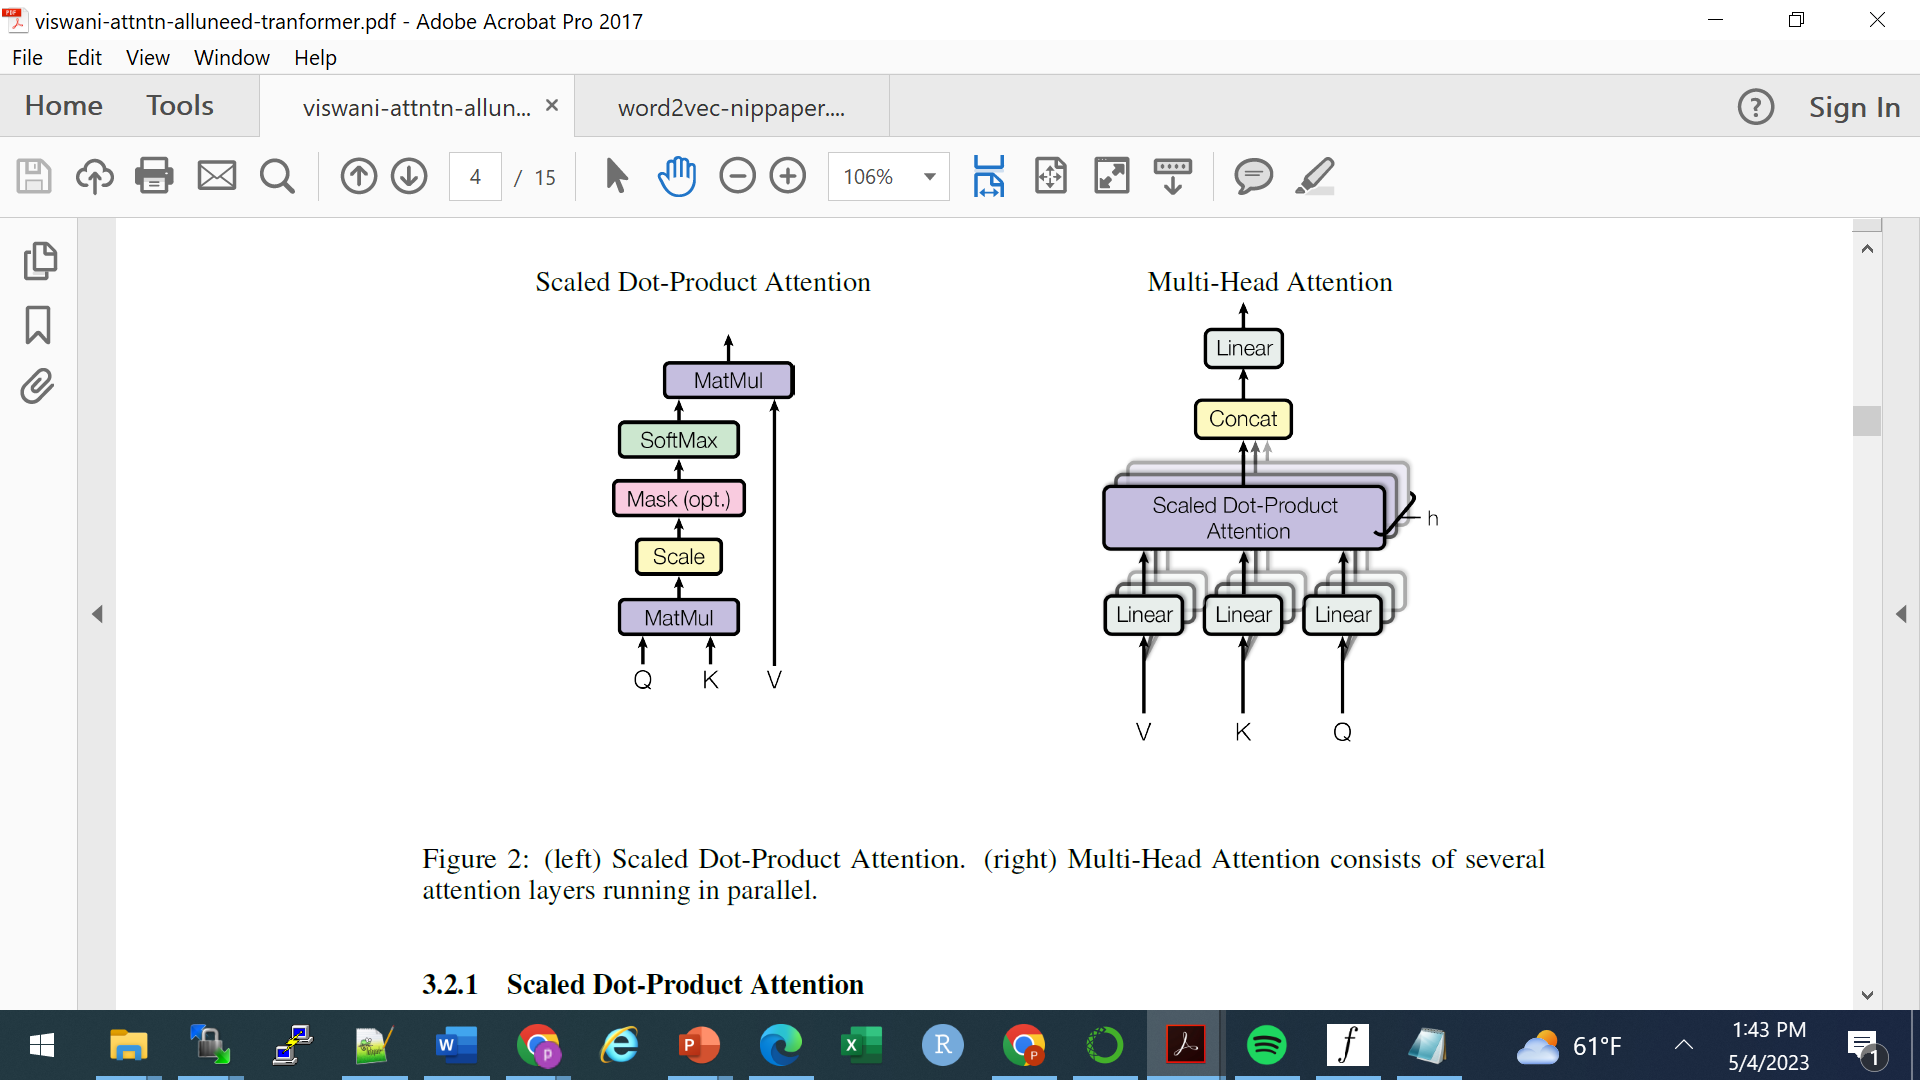 viswani-attntn-alluneed-tranformer.pdf - Adobe Acrobat Pro 2017
File Edit View Window Help
Home Tools viswani-attntn-allun... word2vec-nippaper.... Sign In
4 / 15 106%
Scaled Dot-Product Attention
MatMul
SoftMax
Mask (opt.)
Scale
MatMul
Q K V
Multi-Head Attention
Linear
Concat
Scaled Dot-Product
Attention
h
Linear Linear Linear
V K Q
Figure 2: (left) Scaled Dot-Product Attention. (right) Multi-Head Attention consists of several
attention layers running in parallel.
3.2.1 Scaled Dot-Product Attention
61°F
1:43 PM
5/4/2023
1